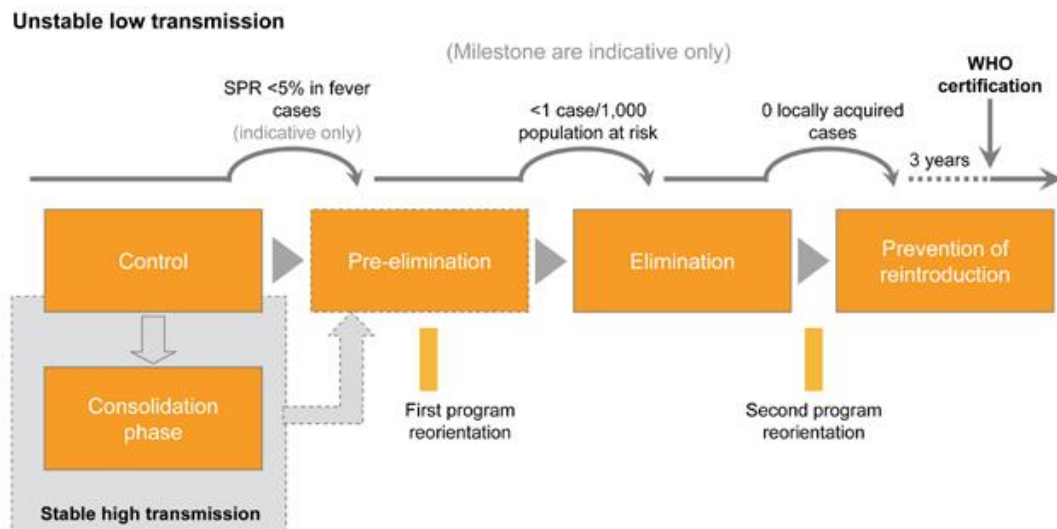 Unstable low transmission
(Milestone are indicative only)
WHO
certification
SPR <5% in fever
cases
(indicative only)
<1 case/1,000
population at risk
0 locally acquired
cases
3 years
Control
Pre-elimination
Elimination
Prevention of
reintroduction
Consolidation
phase
First program
reorientation
Second program
reorientation
Stable high transmission